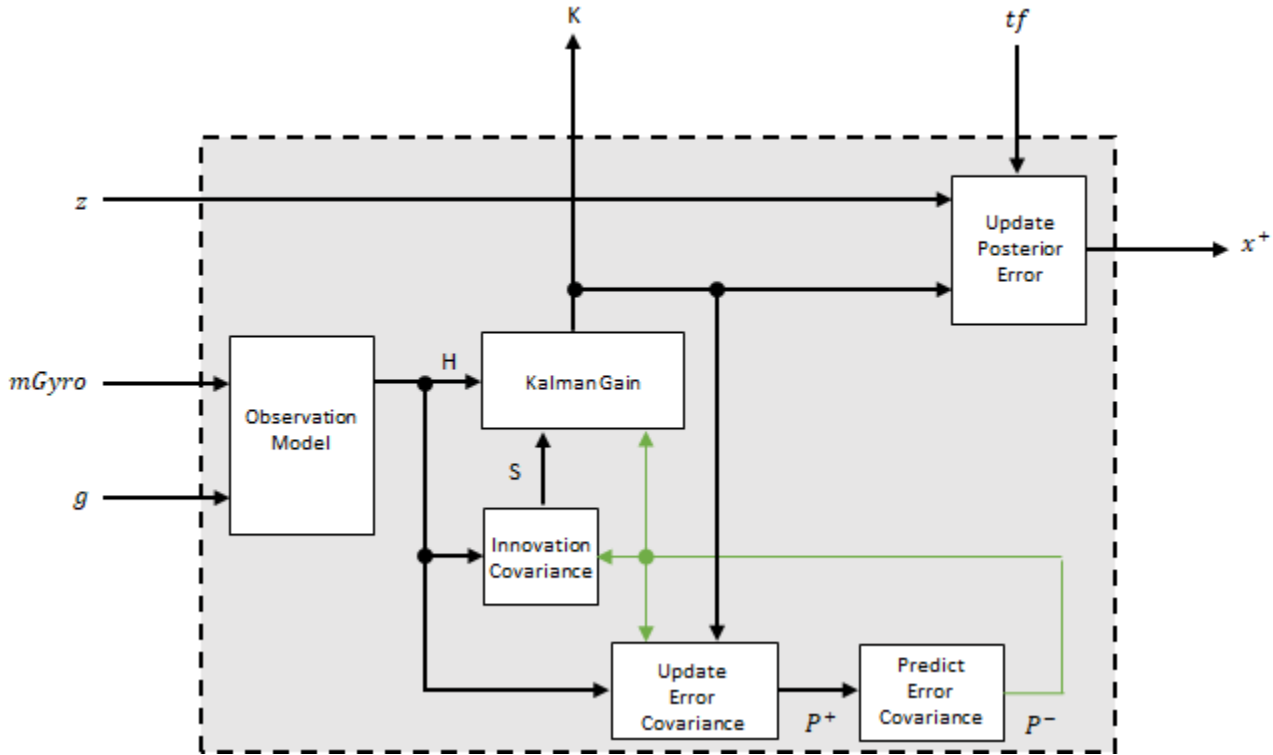 K
tf
z
Update
Posterior
Error
x⁺
mGyro
H
Kalman Gain
Observation
Model
S
g
Innovation
Covariance
Update
Error
Covariance
P⁺
Predict
Error
Covariance
P⁻